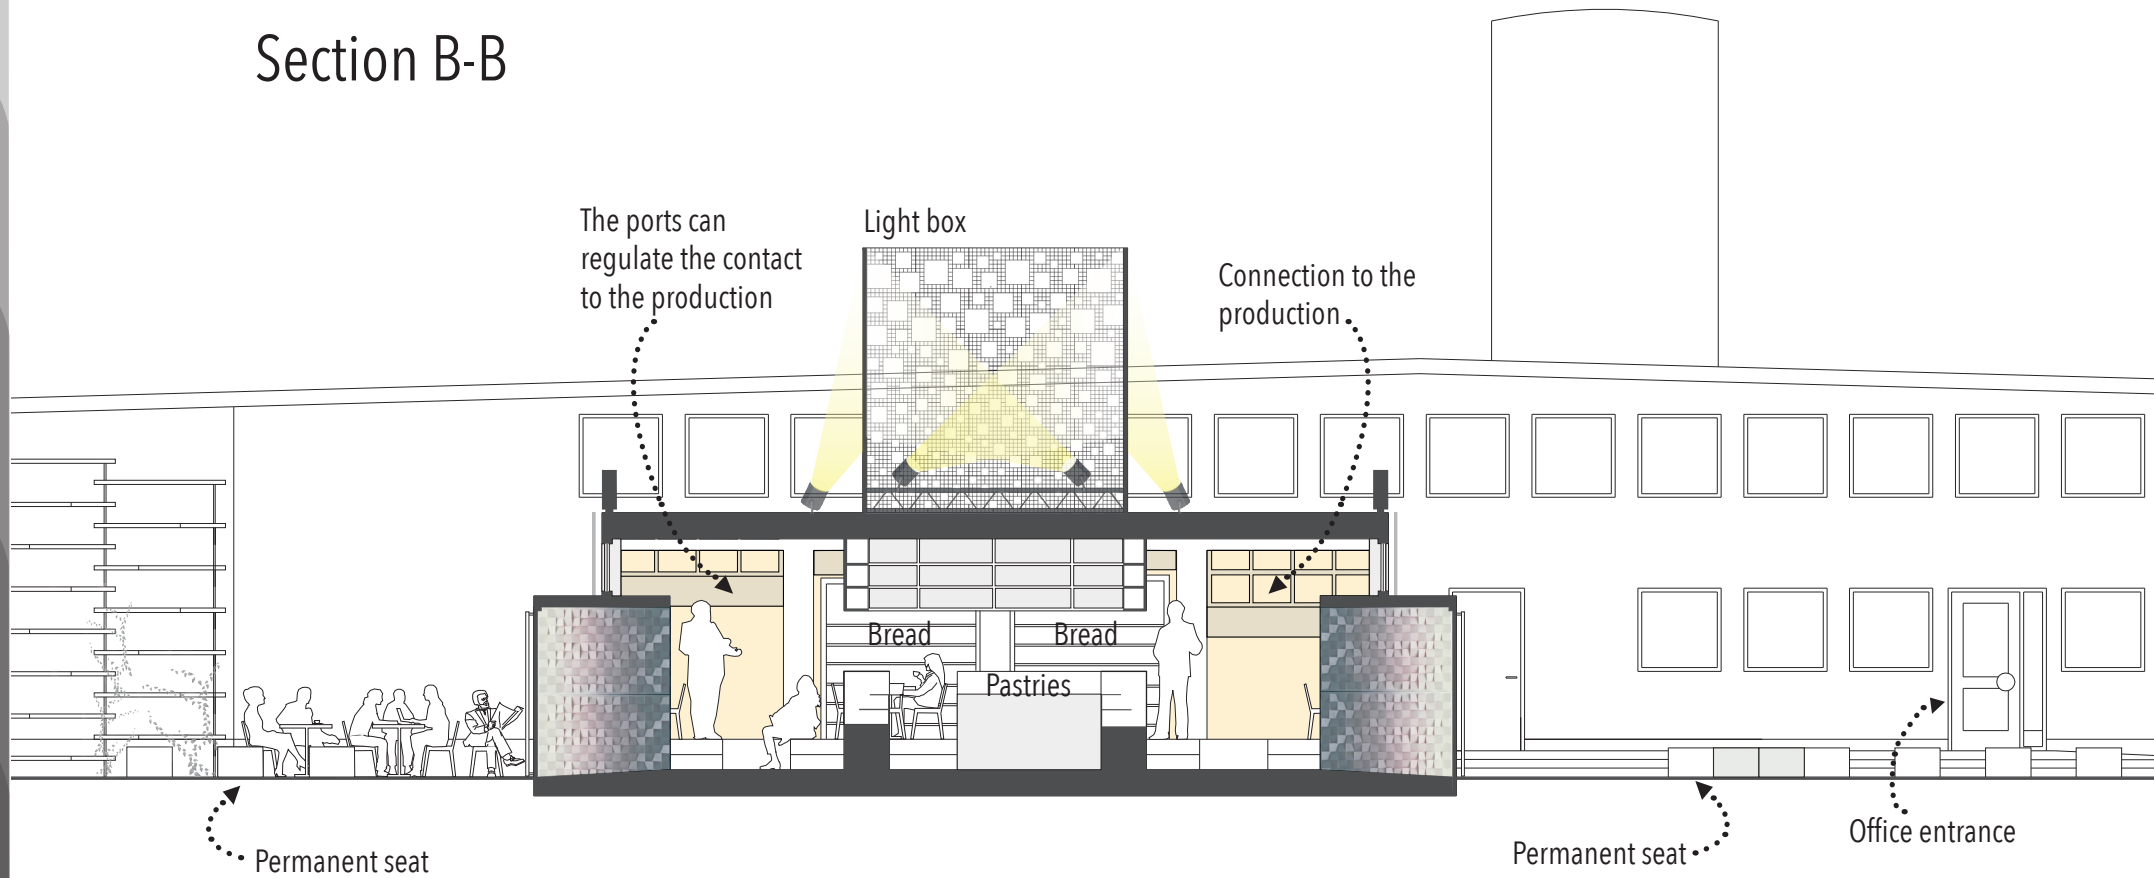 Section B-B
The ports can
regulate the contact
to the production
Light box
Connection to the
production
Bread
Bread
Pastries
Permanent seat
Permanent seat
Office entrance